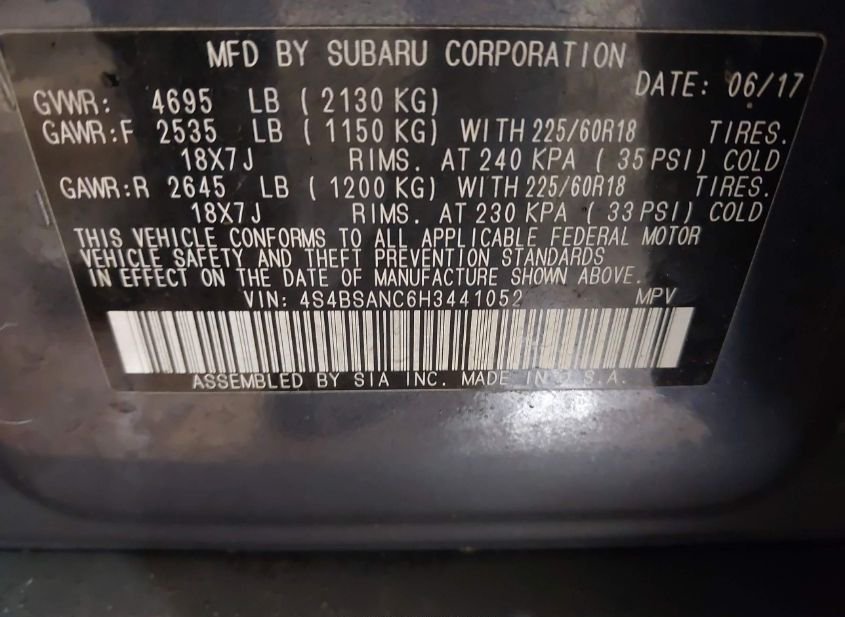 MFD BY SUBARU CORPORATION
DATE: 06/17
GVWR: 4695 LB (2130 KG)
GAWR:F 2535 LB (1150 KG) WITH 225/60R18 TIRES.
18X7J RIMS. AT 240 KPA (35 PSI) COLD
GAWR:R 2645 LB (1200 KG) WITH 225/60R18 TIRES.
18X7J RIMS. AT 230 KPA (33 PSI) COLD
THIS VEHICLE CONFORMS TO ALL APPLICABLE FEDERAL MOTOR
VEHICLE SAFETY AND THEFT PREVENTION STANDARDS
IN EFFECT ON THE DATE OF MANUFACTURE SHOWN ABOVE.
VIN: 4S4BSANC6H3441052 MPV
ASSEMBLED BY SIA INC. MADE IN U.S.A.